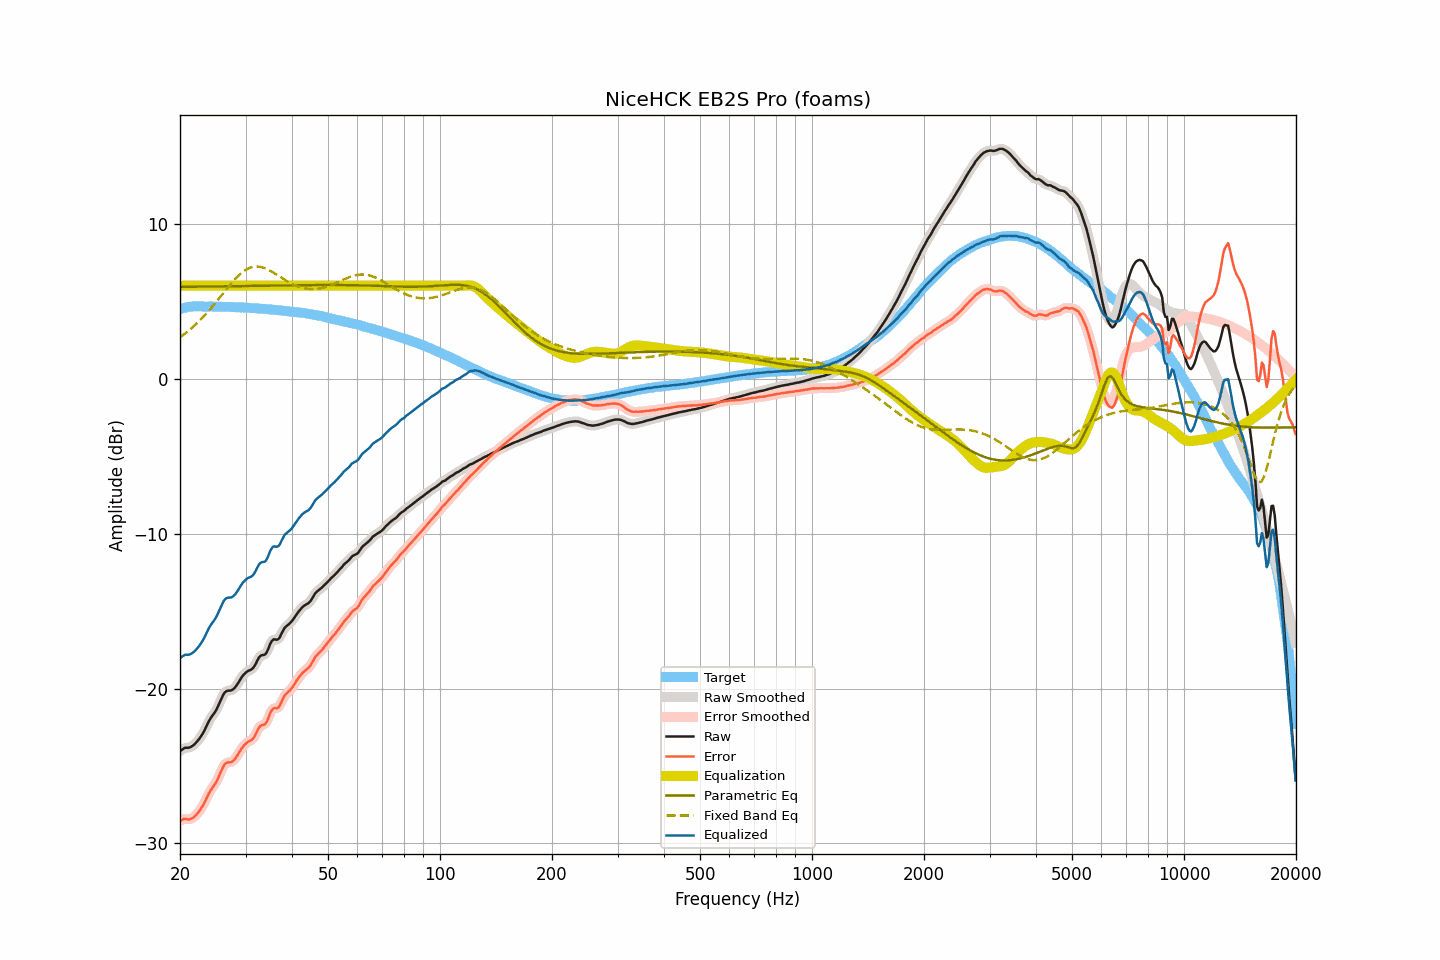 NiceHCK EB2S Pro (foams)
10
0
−10
−20
−30
Amplitude (dBr)
Target
Raw Smoothed
Error Smoothed
Raw
Error
Equalization
Parametric Eq
Fixed Band Eq
Equalized
20 50 100 200 500 1000 2000 5000 10000 20000
Frequency (Hz)